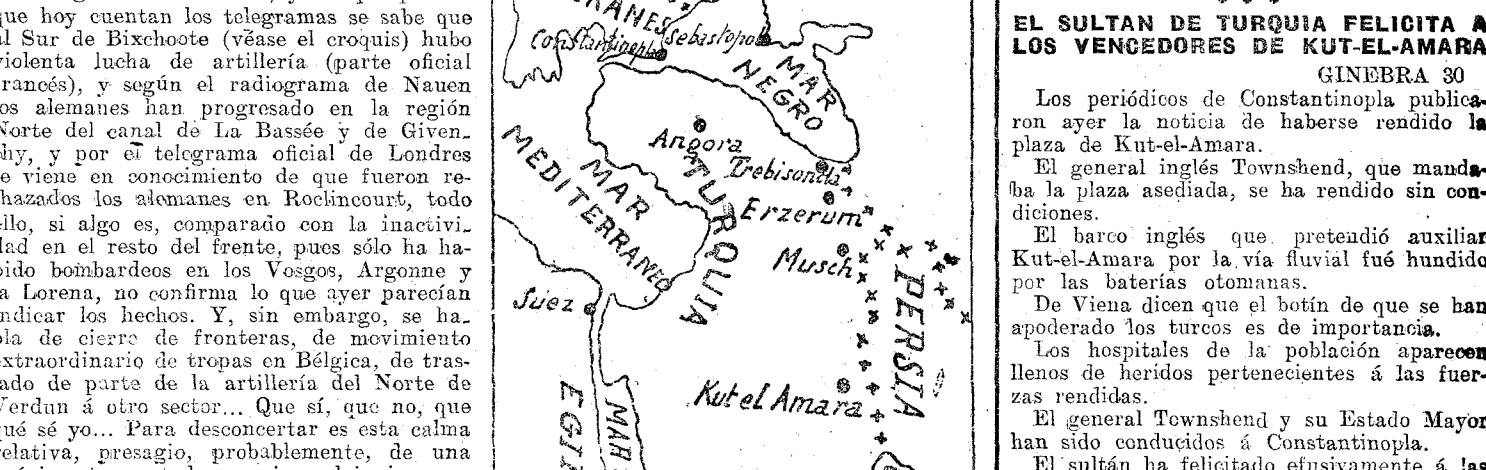 que hoy cuentan los telegramas se sabe que
al Sur de Bixchoote (véase el croquis) hubo
violenta lucha de artillería (parte oficial
francés), y según el radiograma de Nauen
los alemanes han progresado en la región
Norte del canal de La Bassée y de Given-
chy, y por el telegrama oficial de Londres
se viene en conocimiento de que fueron re-
chazados los alemanes en Roclincourt, todo
ello, si algo es, comparado con la inactivi-
dad en el resto del frente, pues sólo ha ha-
bido bombardeos en los Vosgos, Argonne y
la Lorena, no confirma lo que ayer parecían
indicar los hechos. Y, sin embargo, se ha-
bla de cierre de fronteras, de movimiento
extraordinario de tropas en Bélgica, de tras-
lado de parte de la artillería del Norte de
Verdun á otro sector... Que sí, que no, que
qué sé yo... Para desconcertar es esta calma
relativa, presagio, probablemente, de una
Constantinopla
Sebastopol
MAR
NEGRO
Angora
Trebisonda
MAR
MEDITERRANEO
TURQUIA
Erzerum
Musch
PERSIA
Suez
Kut el Amara
MAR
EL SULTAN DE TURQUIA FELICITA A
LOS VENCEDORES DE KUT-EL-AMARA
GINEBRA 30
Los periódicos de Constantinopla publica-
ron ayer la noticia de haberse rendido la
plaza de Kut-el-Amara.
El general inglés Townshend, que manda-
ba la plaza asediada, se ha rendido sin con-
diciones.
El barco inglés que pretendió auxiliar
Kut-el-Amara por la vía fluvial fué hundido
por las baterías otomanas.
De Viena dicen que el botín de que se han
apoderado los turcos es de importancia.
Los hospitales de la población aparecen
llenos de heridos pertenecientes á las fuer-
zas rendidas.
El general Townshend y su Estado Mayor
han sido conducidos á Constantinopla.
El sultán ha felicitado efusivamente á las